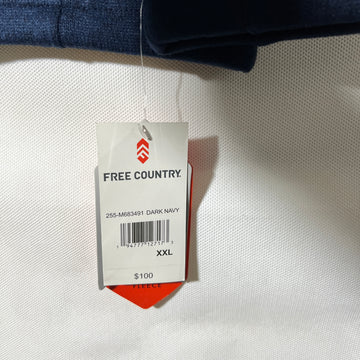 FREE COUNTRY
255-M683491 DARK NAVY
XXL
$100
FLEECE